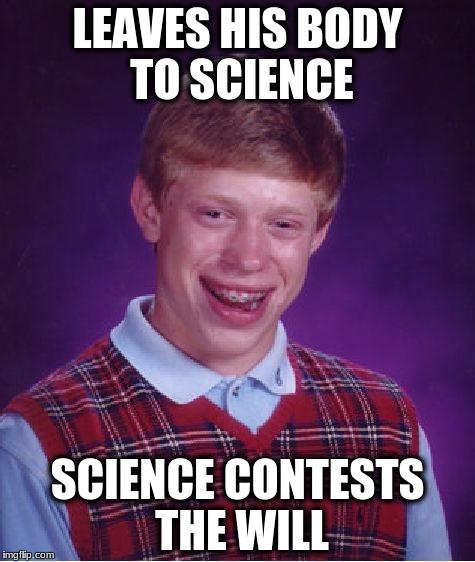 LEAVES HIS BODY
TO SCIENCE
SCIENCE CONTESTS
THE WILL
imgflip.com